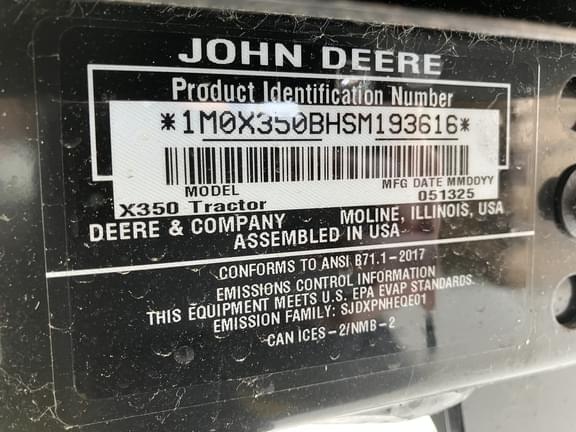 JOHN DEERE
Product Identification Number
*1M0X350BHSM193616*
MODEL MFG DATE MMDDYY
X350 Tractor 051325
DEERE & COMPANY MOLINE, ILLINOIS, USA
ASSEMBLED IN USA
CONFORMS TO ANSI B71.1-2017
EMISSIONS CONTROL INFORMATION
THIS EQUIPMENT MEETS U.S. EPA EVAP STANDARDS.
EMISSION FAMILY: SJDXPNHEQE01
CAN ICES-2/NMB-2